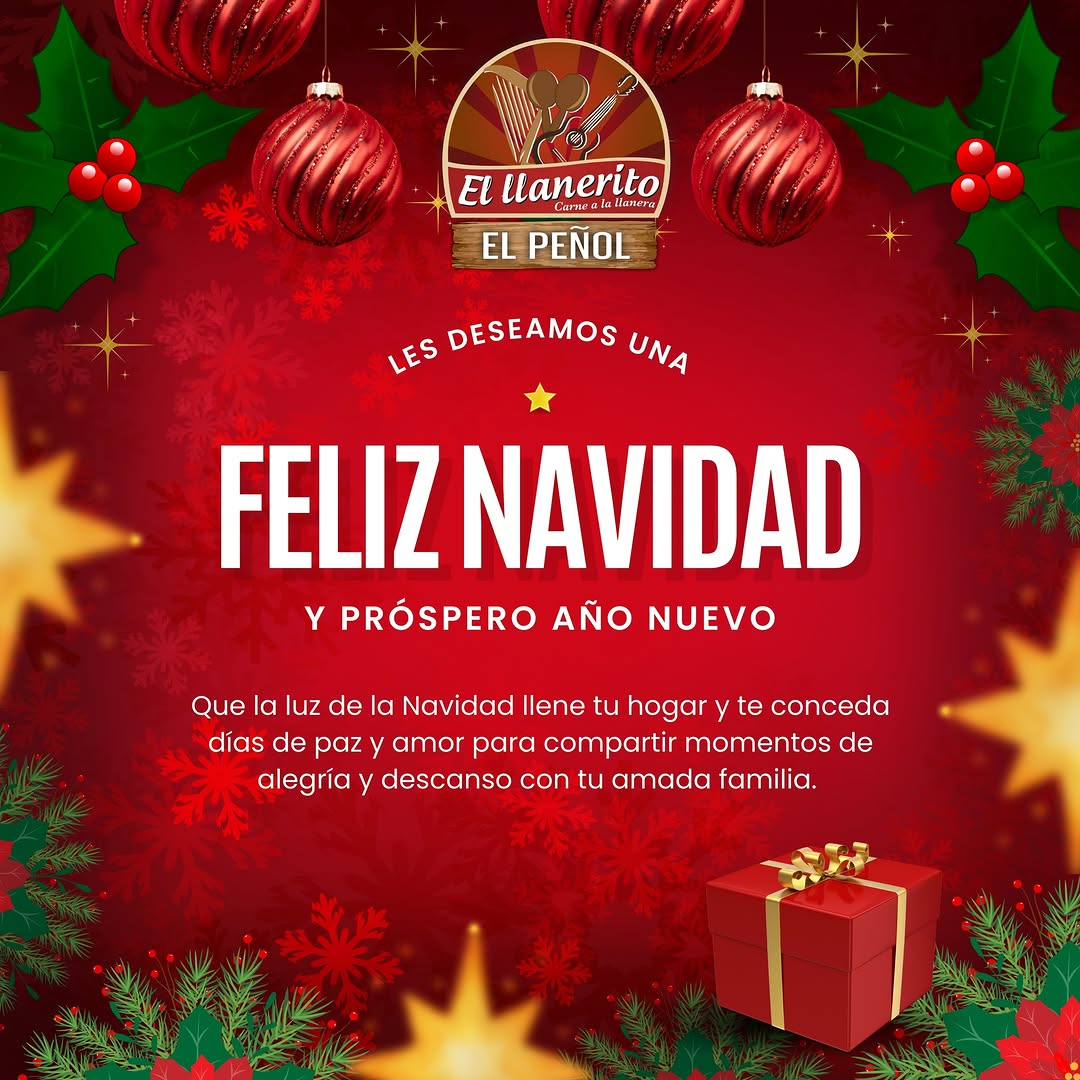 El llanerito
Carne a la llanera
EL PEÑOL
LES DESEAMOS UNA
FELIZ NAVIDAD
Y PRÓSPERO AÑO NUEVO
Que la luz de la Navidad llene tu hogar y te conceda
días de paz y amor para compartir momentos de
alegría y descanso con tu amada familia.